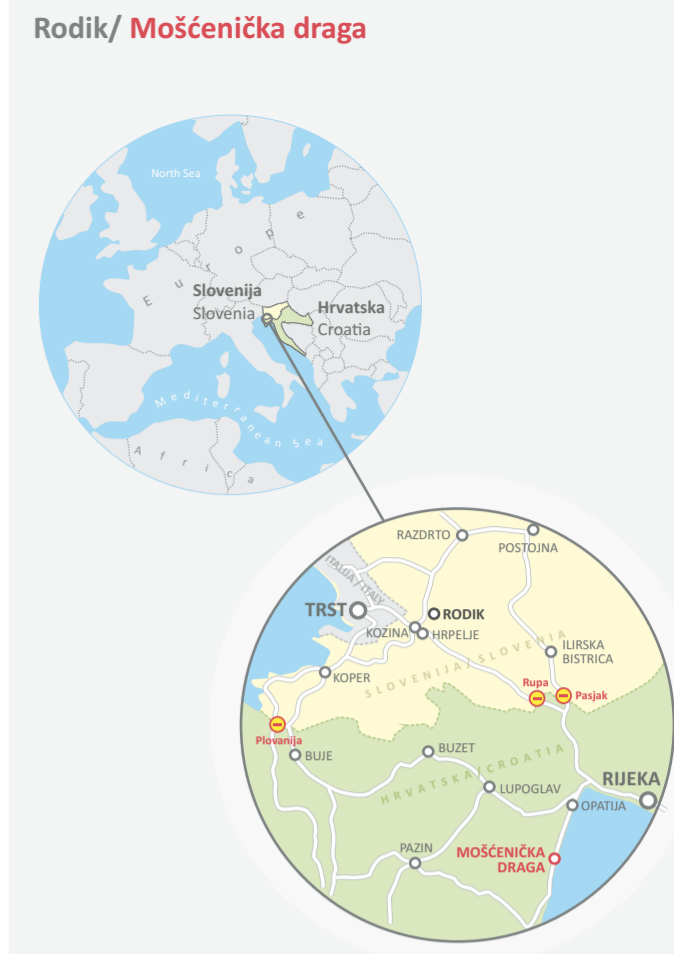 Rodik/ Mošćenička draga
North Sea
Europe
Slovenija
Slovenia
Hrvatska
Croatia
Mediterranean Sea
Africa
RAZDRTO
POSTOJNA
ITALIJA / ITALY
TRST
RODIK
KOZINA
HRPELJE
SLOVENIJA/SLOVENIA
ILIRSKA
BISTRICA
KOPER
Rupa
Pasjak
Plovanija
BUJE
BUZET
HRVATSKA/CROATIA
LUPOGLAV
RIJEKA
OPATIJA
PAZIN
MOŠĆENIČKA
DRAGA